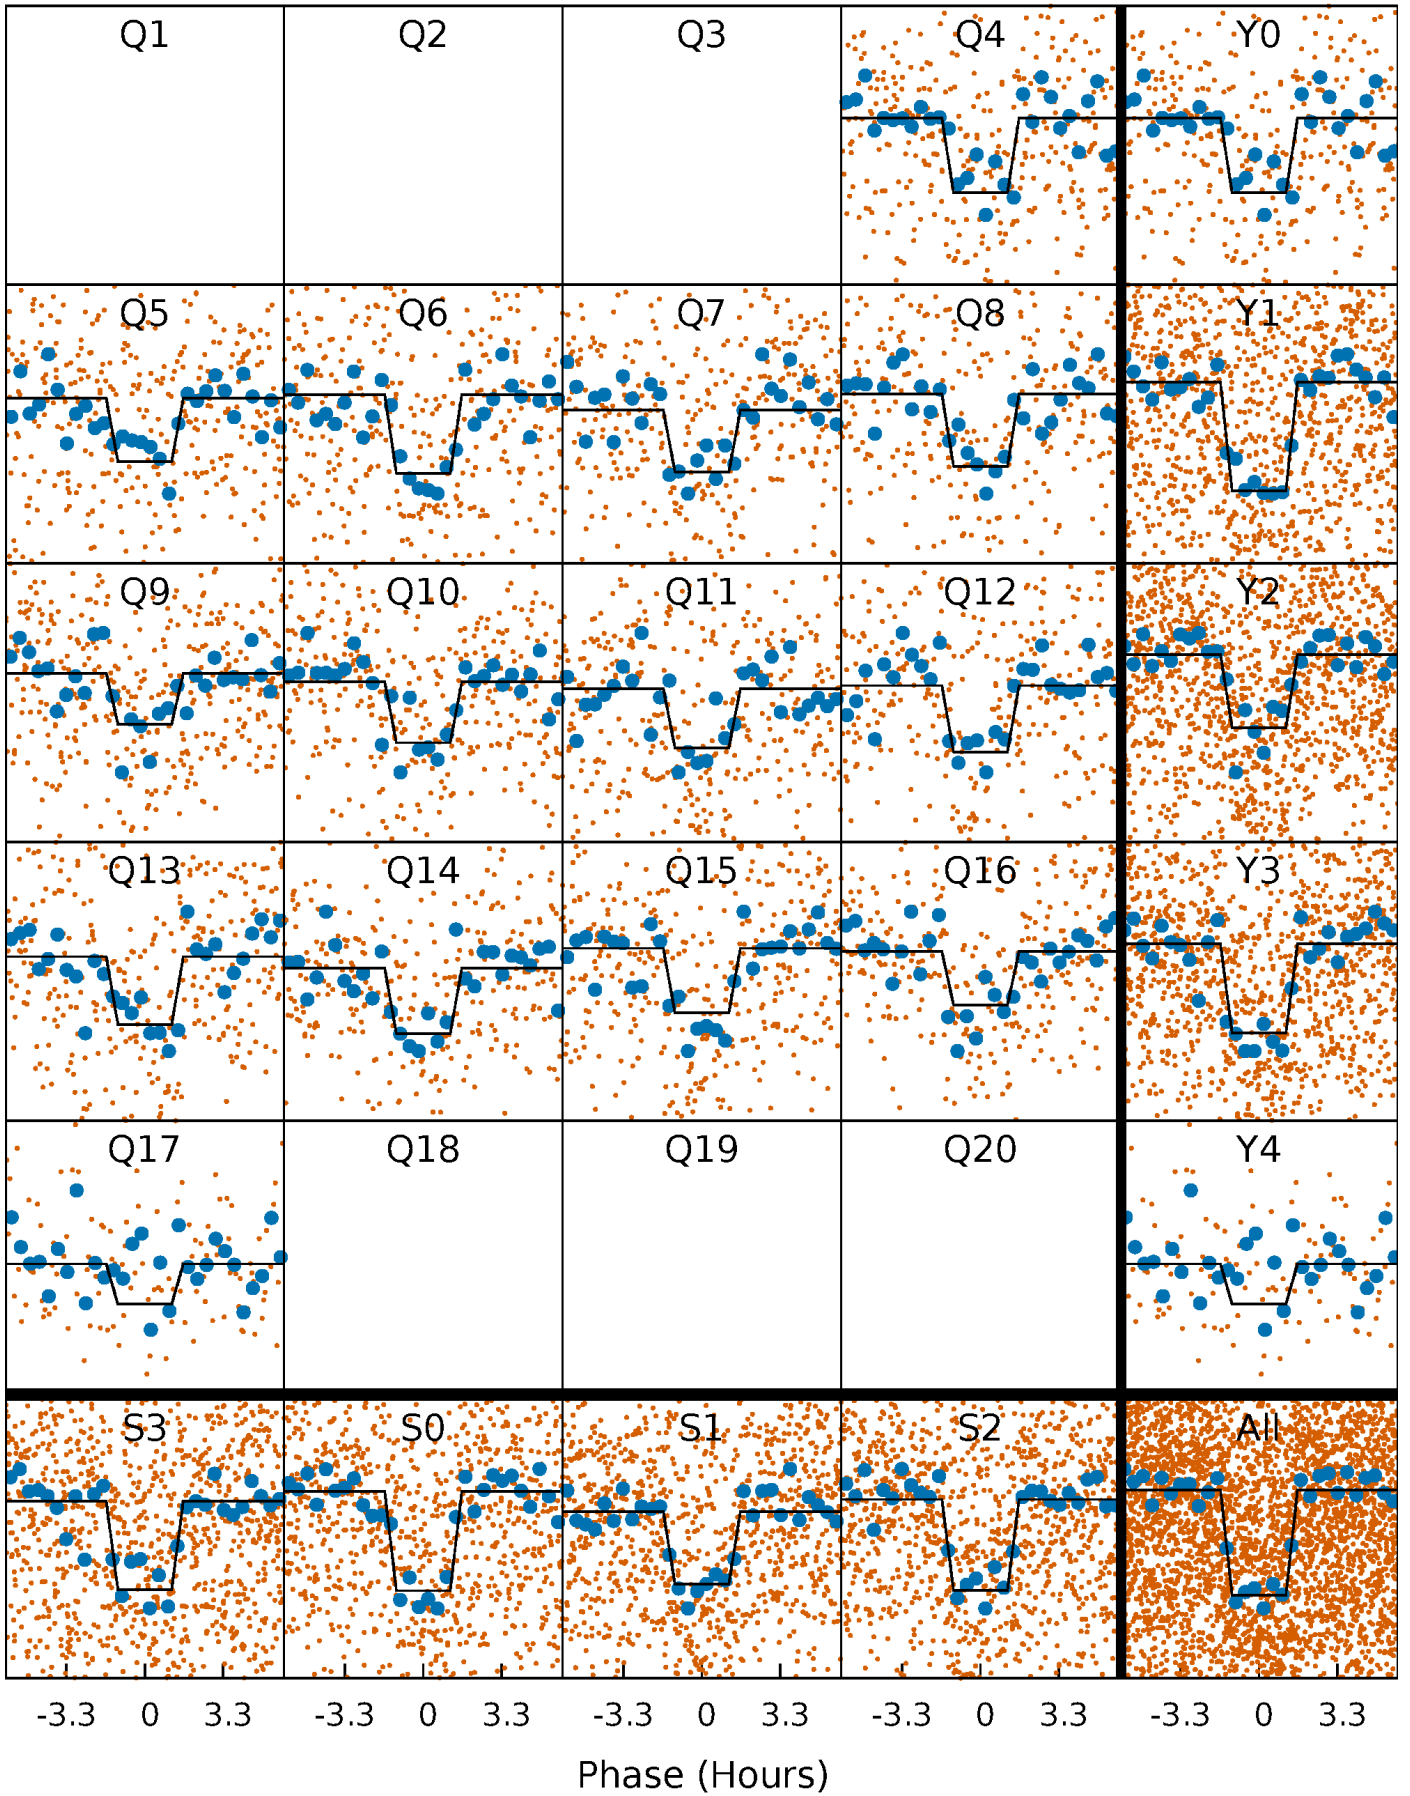 Q1 Q2 Q3 Q4 Y0
Q5 Q6 Q7 Q8 Y1
Q9 Q10 Q11 Q12 Y2
Q13 Q14 Q15 Q16 Y3
Q17 Q18 Q19 Q20 Y4
S3 S0 S1 S2 All
-3.3 0 3.3 -3.3 0 3.3 -3.3 0 3.3 -3.3 0 3.3 -3.3 0 3.3
Phase (Hours)